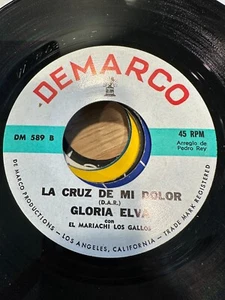 DEMARCO
DM 589 B
45 RPM
Arreglo de
Pedro Rey
LA CRUZ DE MI DOLOR
(D.A.R.)
GLORIA ELVA
con
EL MARIACHI LOS GALLOS
DE MARCO PRODUCTIONS - LOS ANGELES, CALIFORNIA - TRADE MARK REGISTERED